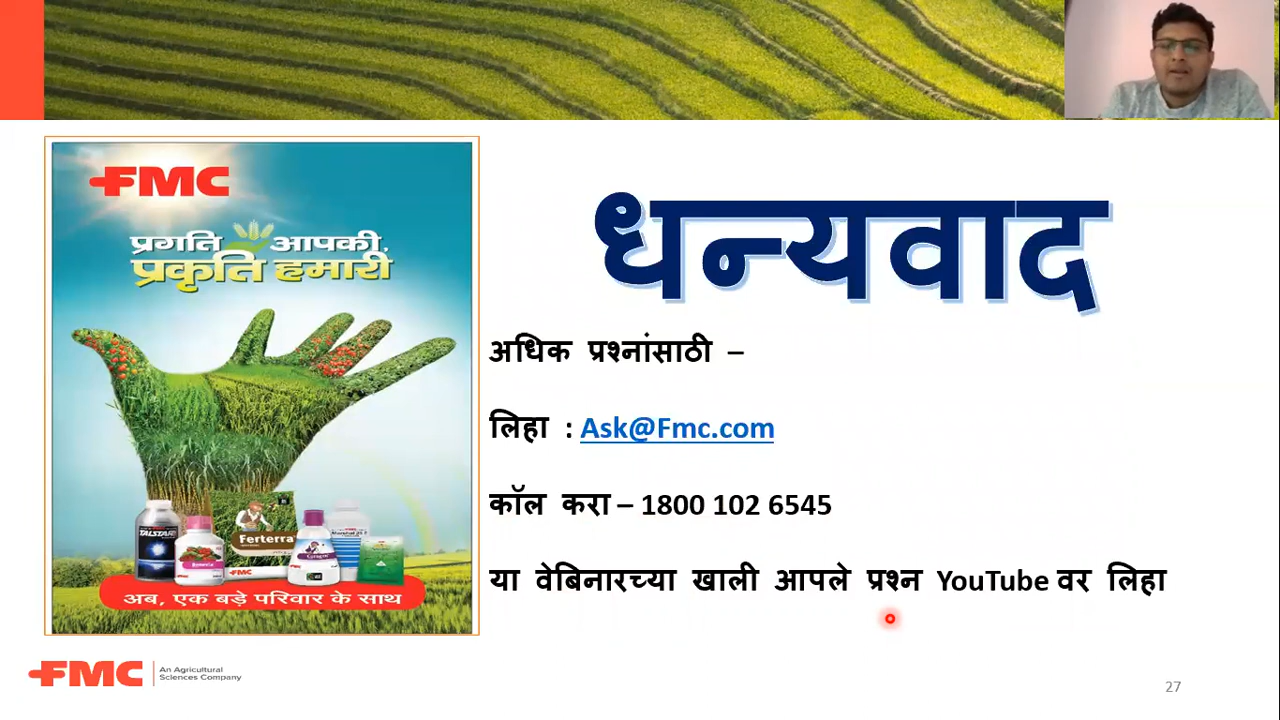 FMC
प्रगति आपकी,
प्रकृति हमारी
धन्यवाद
अधिक प्रश्नांसाठी –
लिहा : Ask@Fmc.com
कॉल करा – 1800 102 6545
या वेबिनारच्या खाली आपले प्रश्न YouTube वर लिहा
TALSTAR
Ferterra
FMC
अब, एक बड़े परिवार के साथ
FMC
An Agricultural
Sciences Company
27